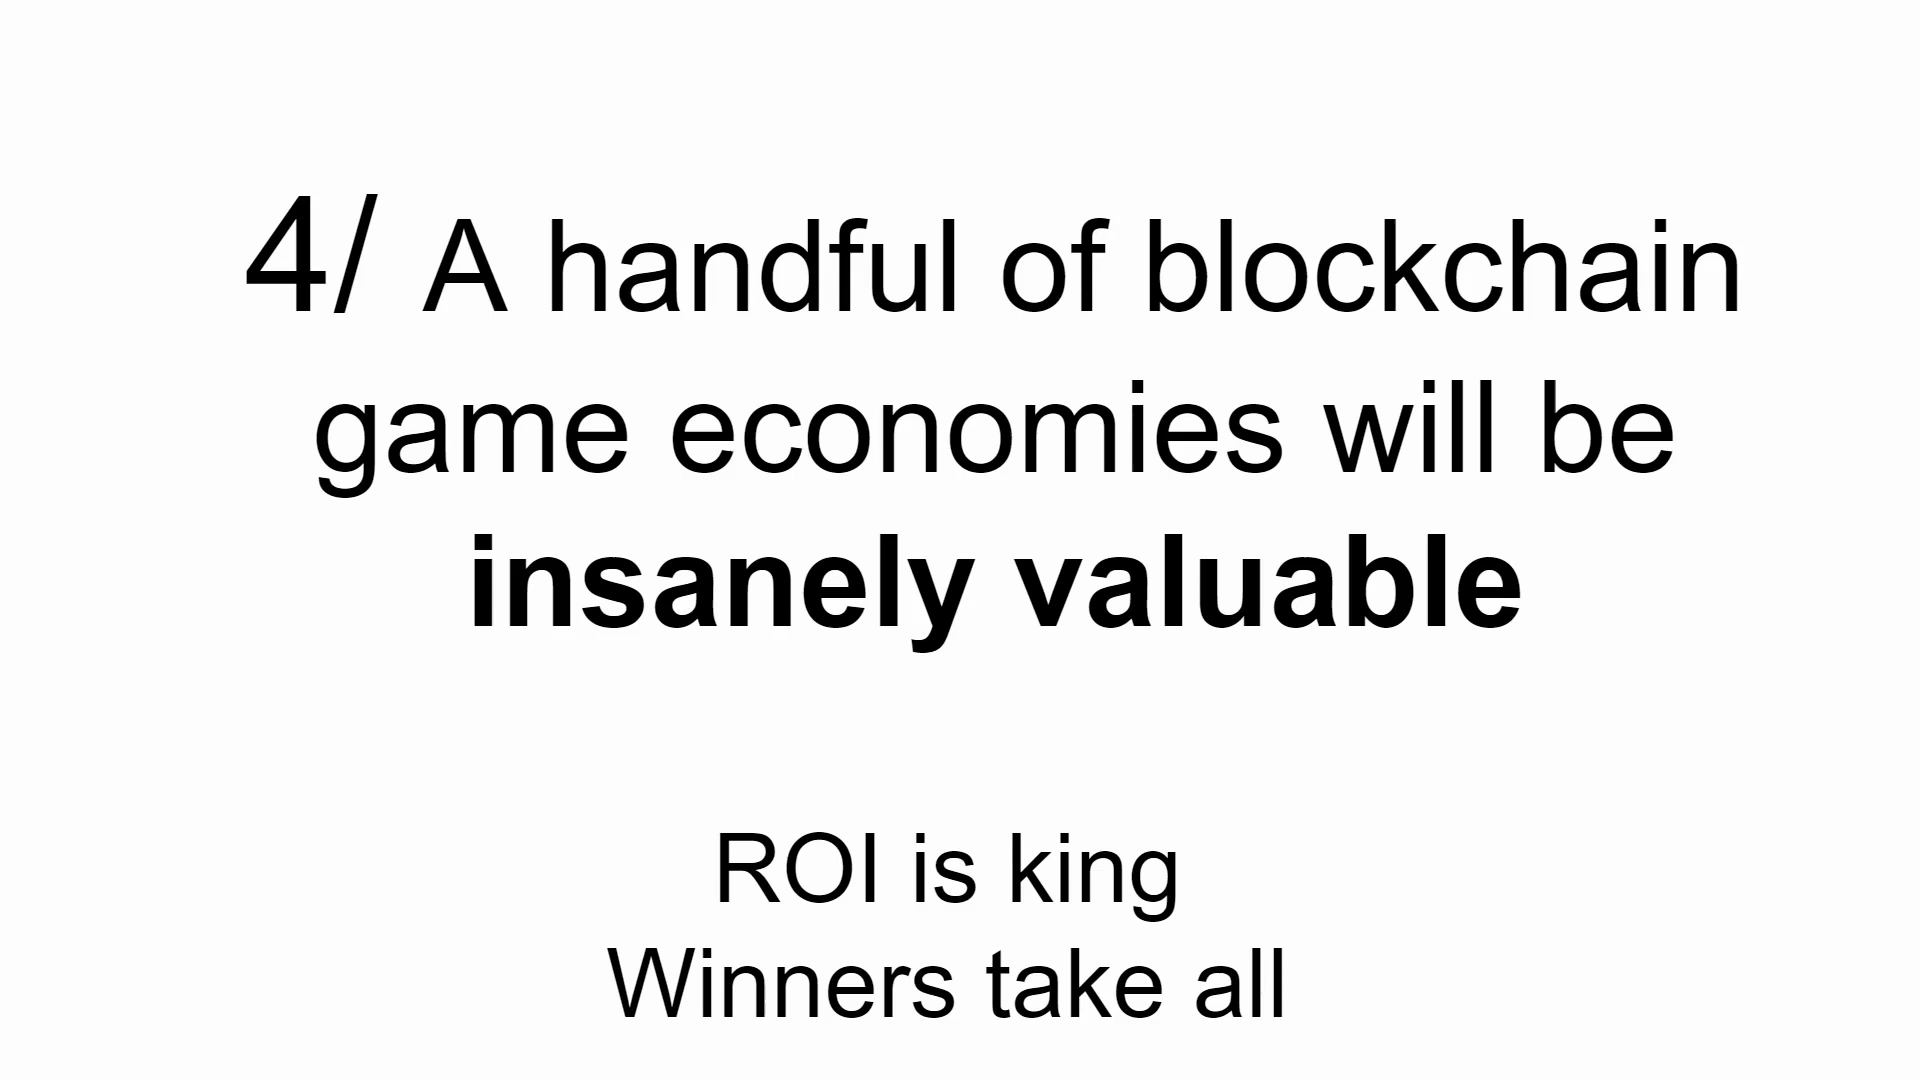 4/ A handful of blockchain
game economies will be
insanely valuable
ROI is king
Winners take all